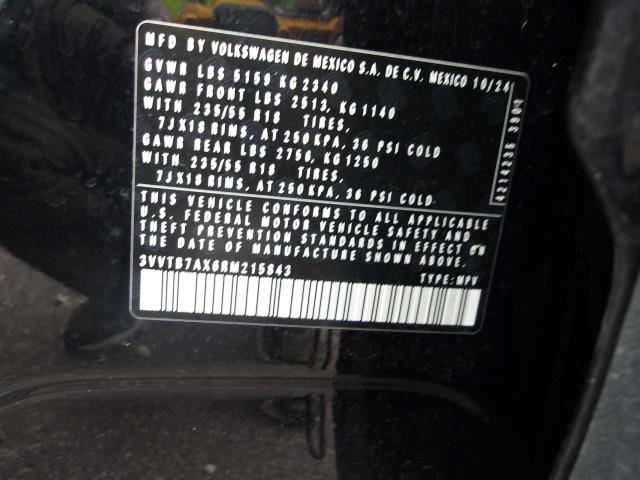 MFD BY VOLKSWAGEN DE MEXICO S.A. DE C.V. MEXICO 10/24
GVWR LBS 5159 KG 2340
GAWR FRONT LBS 2513, KG 1140
WITH 235/55 R18 TIRES,
7JX18 RIMS, AT 250 KPA, 36 PSI COLD
GAWR REAR LBS 2756, KG 1250
WITH 235/55 R18 TIRES,
7JX18 RIMS, AT 250 KPA, 36 PSI COLD
THIS VEHICLE CONFORMS TO ALL APPLICABLE
U.S. FEDERAL MOTOR VEHICLE SAFETY AND
THEFT PREVENTION STANDARDS IN EFFECT ON
THE DATE OF MANUFACTURE SHOWN ABOVE.
3VVTB7AX6RM215843
TYPE: MPV
4214236 3904